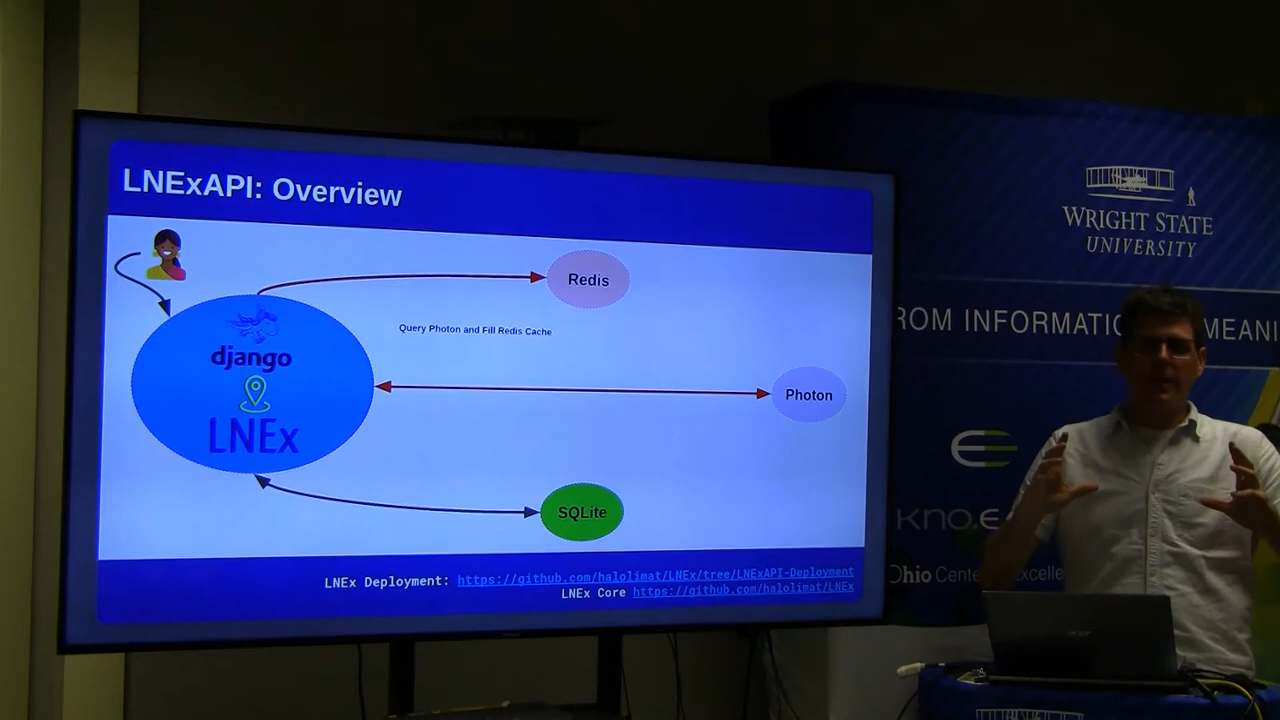 LNExAPI: Overview
Redis
django
LNEx
Query Photon and Fill Redis Cache
Photon
SQLite
LNEx Deployment: https://github.com/halolimat/LNEx/tree/LNExAPI-Deployment
LNEx Core https://github.com/halolimat/LNEx
WRIGHT STATE
UNIVERSITY
ROM INFORMATIO MEANI
kno.e
Ohio Cente Excelle
acer